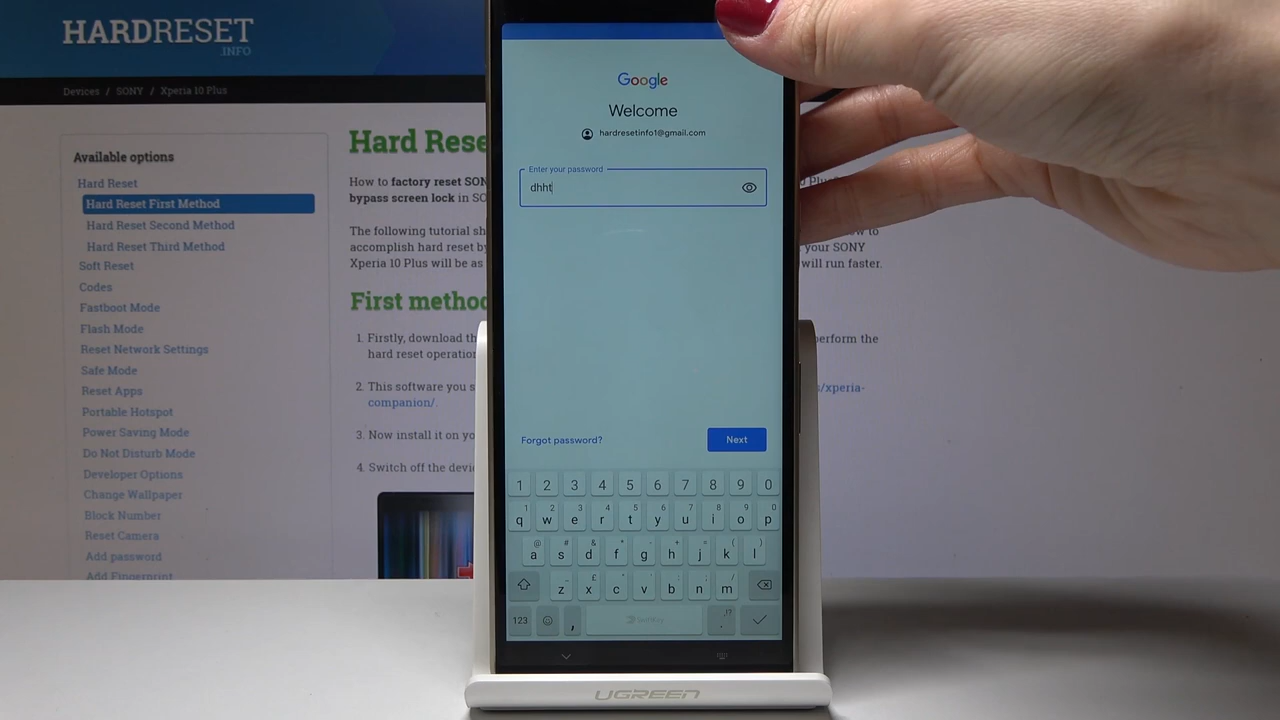 HARDRESET
.INFO
Devices / SONY / Xperia 10 Plus
Available options
Hard Reset
Hard Reset First Method
Hard Reset Second Method
Hard Reset Third Method
Soft Reset
Codes
Fastboot Mode
Flash Mode
Reset Network Settings
Safe Mode
Reset Apps
Portable Hotspot
Power Saving Mode
Do Not Disturb Mode
Developer Options
Change Wallpaper
Block Number
Reset Camera
Add password
Add Fingerprint
Hard Rese
How to factory reset SON
bypass screen lock in SO
The following tutorial sh
accomplish hard reset by
Xperia 10 Plus will be as
First metho
1. Firstly, download th
hard reset operation
2. This software you s
companion/.
3. Now install it on yo
4. Switch off the devi
your SONY
will run faster.
erform the
s/xperia-
Google
Welcome
hardresetinfo1@gmail.com
Enter your password
dhht
Forgot password?
Next
1 2 3 4 5 6 7 8 9 0
q w e r t y u i o p
a s d f g h j k l
z x c v b n m
123 , .
UGREEN